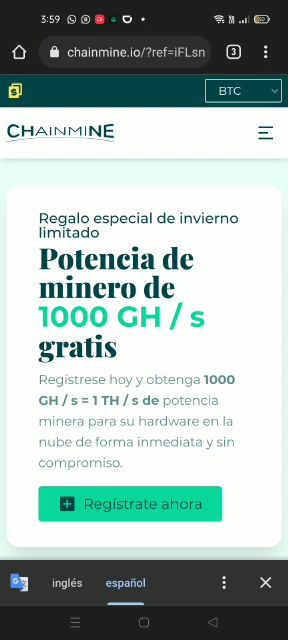 3:59
chainmine.io/?ref=iFLsn
3
BTC
CHAINMINE
Regalo especial de invierno
limitado
Potencia de
minero de
1000 GH / s
gratis
Regístrese hoy y obtenga 1000
GH / s = 1 TH / s de potencia
minera para su hardware en la
nube de forma inmediata y sin
compromiso.
Regístrate ahora
inglés
español